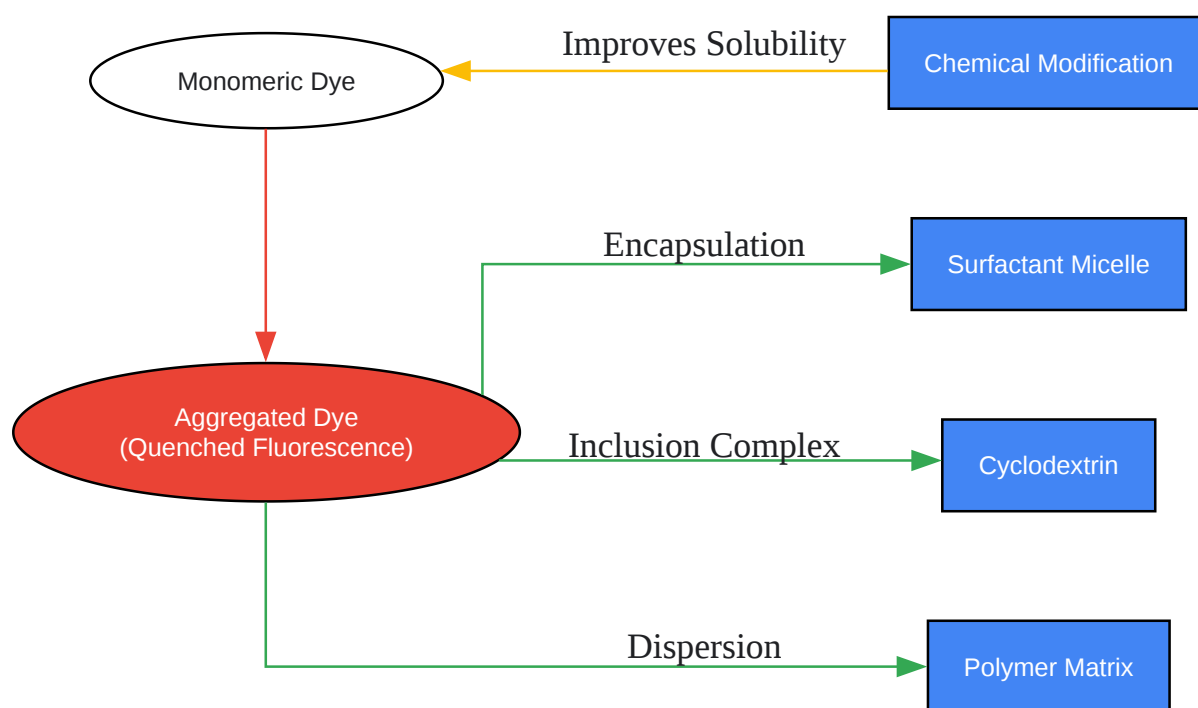 Improves Solubility
Monomeric Dye
Chemical Modification
Encapsulation
Surfactant Micelle
Aggregated Dye
(Quenched Fluorescence)
Inclusion Complex
Cyclodextrin
Dispersion
Polymer Matrix